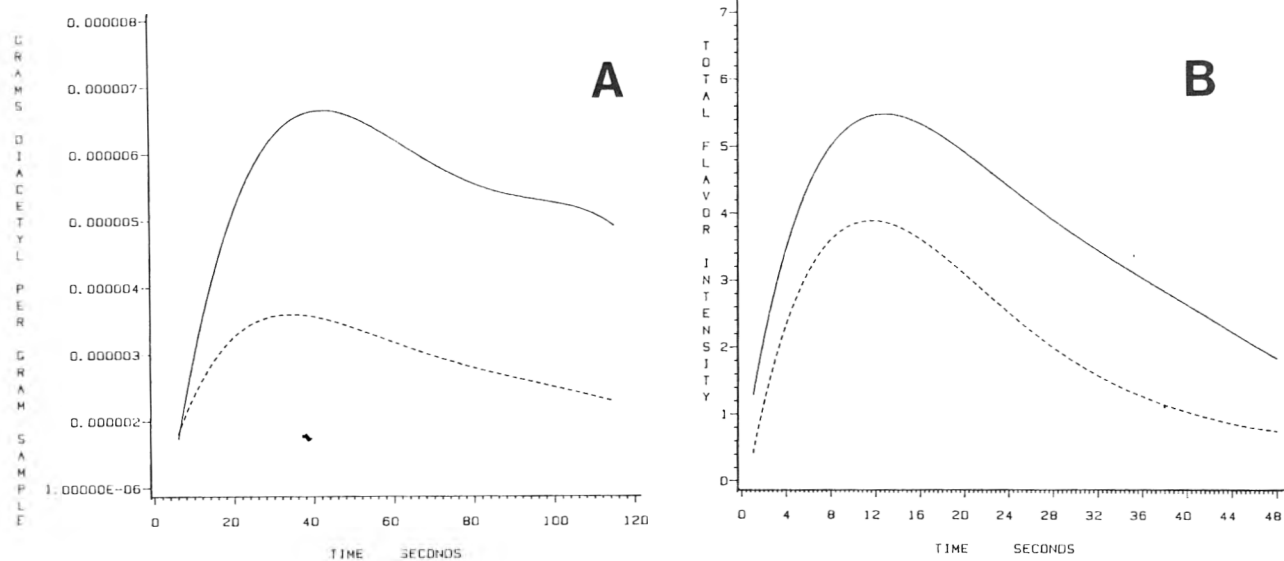 GRAMS DIACETYL PER GRAM SAMPLE
A
0.000008
0.000007
0.000006
0.000005
0.000004
0.000003
0.000002
1.00000E-06
0 20 40 60 80 100 120
TIME SECONDS
TOTAL FLAVOR INTENSITY
B
7
6
5
4
3
2
1
0
0 4 8 12 16 20 24 28 32 36 40 44 48
TIME SECONDS